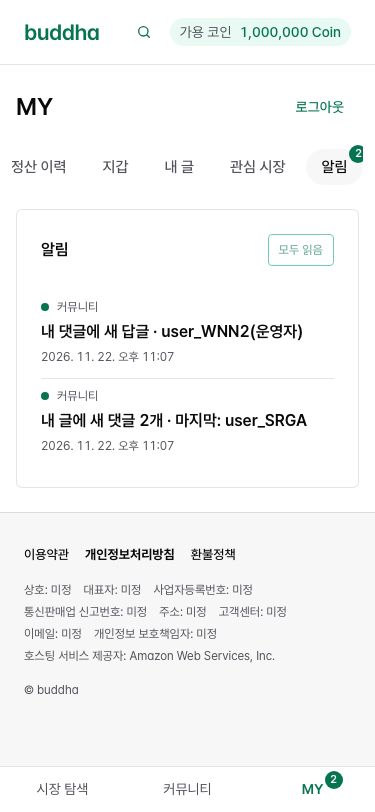 buddha 가용 코인 1,000,000 Coin
MY 로그아웃
정산 이력 지갑 내 글 관심 시장 알림 2
알림 모두 읽음
커뮤니티
내 댓글에 새 답글 · user_WNN2(운영자)
2026. 11. 22. 오후 11:07
커뮤니티
내 글에 새 댓글 2개 · 마지막: user_SRGA
2026. 11. 22. 오후 11:07
이용약관 개인정보처리방침 환불정책
상호: 미정 대표자: 미정 사업자등록번호: 미정
통신판매업 신고번호: 미정 주소: 미정 고객센터: 미정
이메일: 미정 개인정보 보호책임자: 미정
호스팅 서비스 제공자: Amazon Web Services, Inc.
© buddha
시장 탐색 커뮤니티 MY 2